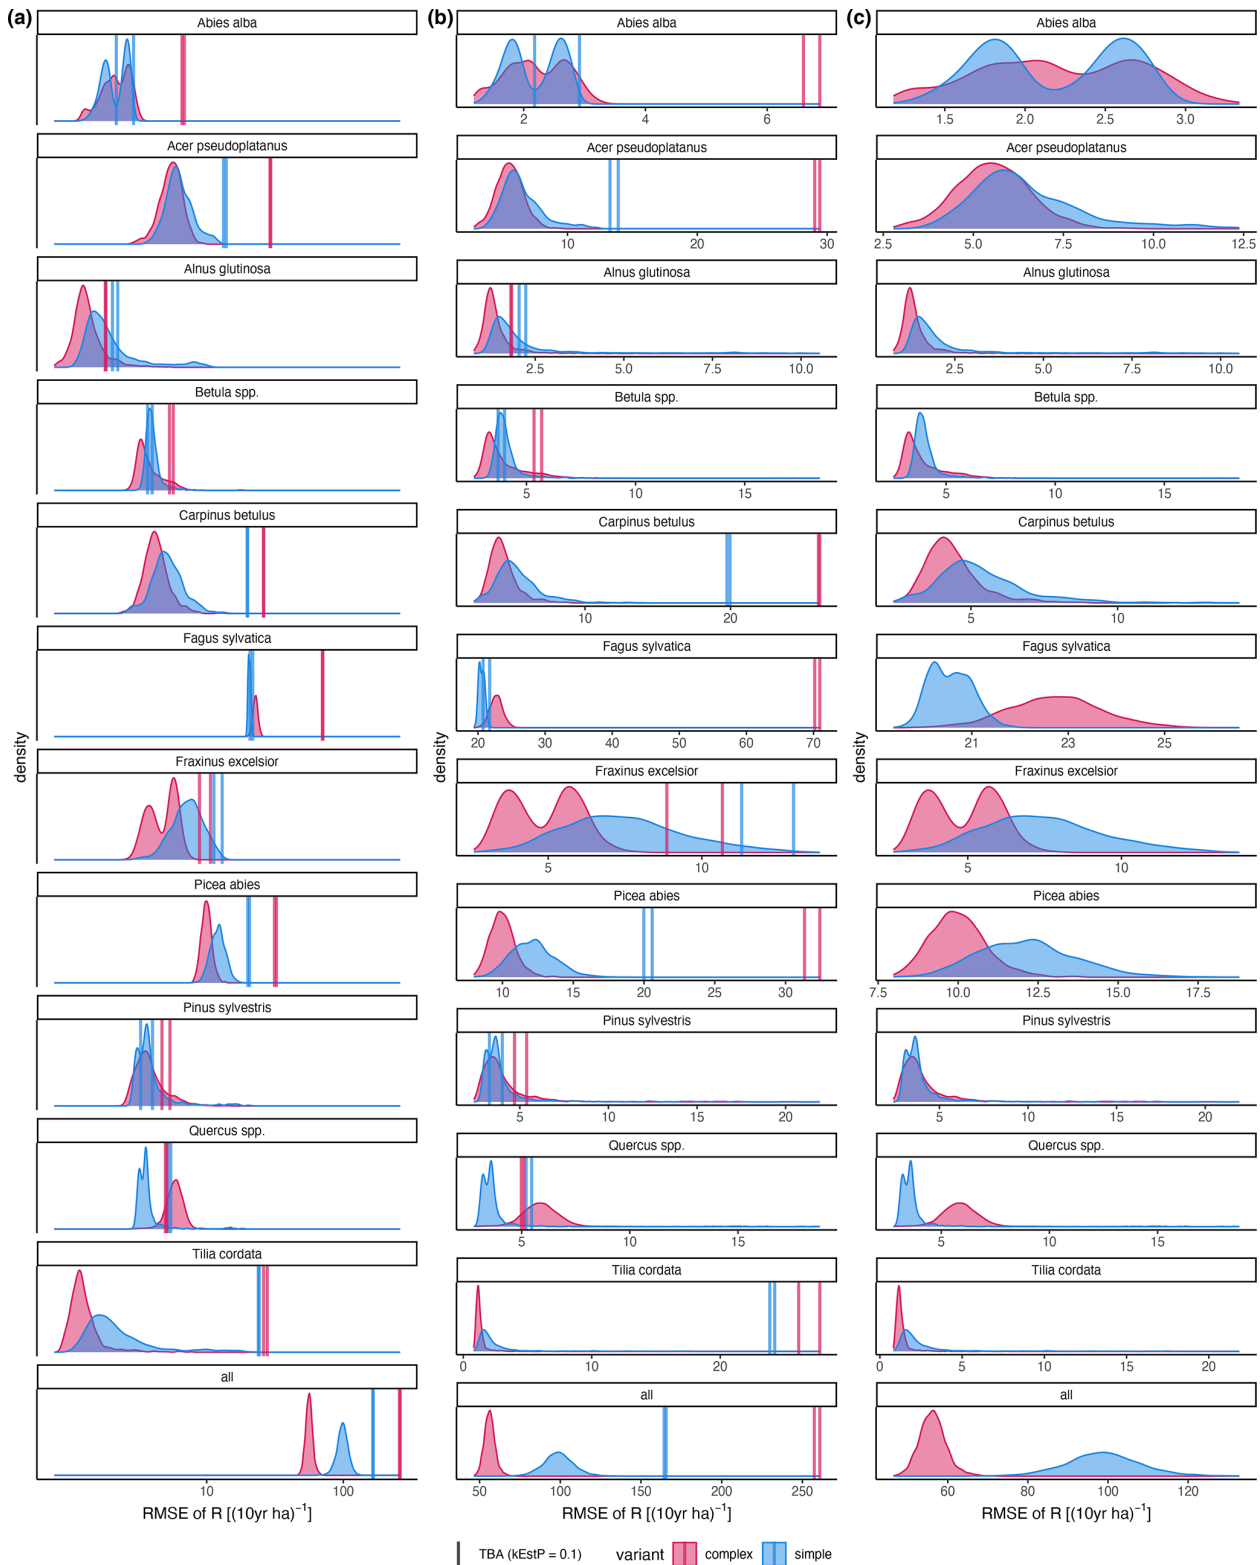 (a)
Abies alba
Acer pseudoplatanus
Alnus glutinosa
Betula spp.
Carpinus betulus
Fagus sylvatica
Fraxinus excelsior
Picea abies
Pinus sylvestris
Quercus spp.
Tilia cordata
all
10 100
density
RMSE of R [(10yr ha)⁻¹]
(b)
Abies alba
2 4 6
Acer pseudoplatanus
10 20 30
Alnus glutinosa
2.5 5.0 7.5 10.0
Betula spp.
5 10 15
Carpinus betulus
10 20
Fagus sylvatica
20 30 40 50 60 70
Fraxinus excelsior
5 10
Picea abies
10 15 20 25 30
Pinus sylvestris
5 10 15 20
Quercus spp.
5 10 15
Tilia cordata
0 10 20
all
50 100 150 200 250
density
RMSE of R [(10yr ha)⁻¹]
(c)
Abies alba
1.5 2.0 2.5 3.0
Acer pseudoplatanus
2.5 5.0 7.5 10.0 12.5
Alnus glutinosa
2.5 5.0 7.5 10.0
Betula spp.
5 10 15
Carpinus betulus
5 10
Fagus sylvatica
21 23 25
Fraxinus excelsior
5 10
Picea abies
7.5 10.0 12.5 15.0 17.5
Pinus sylvestris
5 10 15 20
Quercus spp.
5 10 15
Tilia cordata
0 5 10 15 20
all
60 80 100 120
density
RMSE of R [(10yr ha)⁻¹]
TBA (kEstP = 0.1) variant complex simple